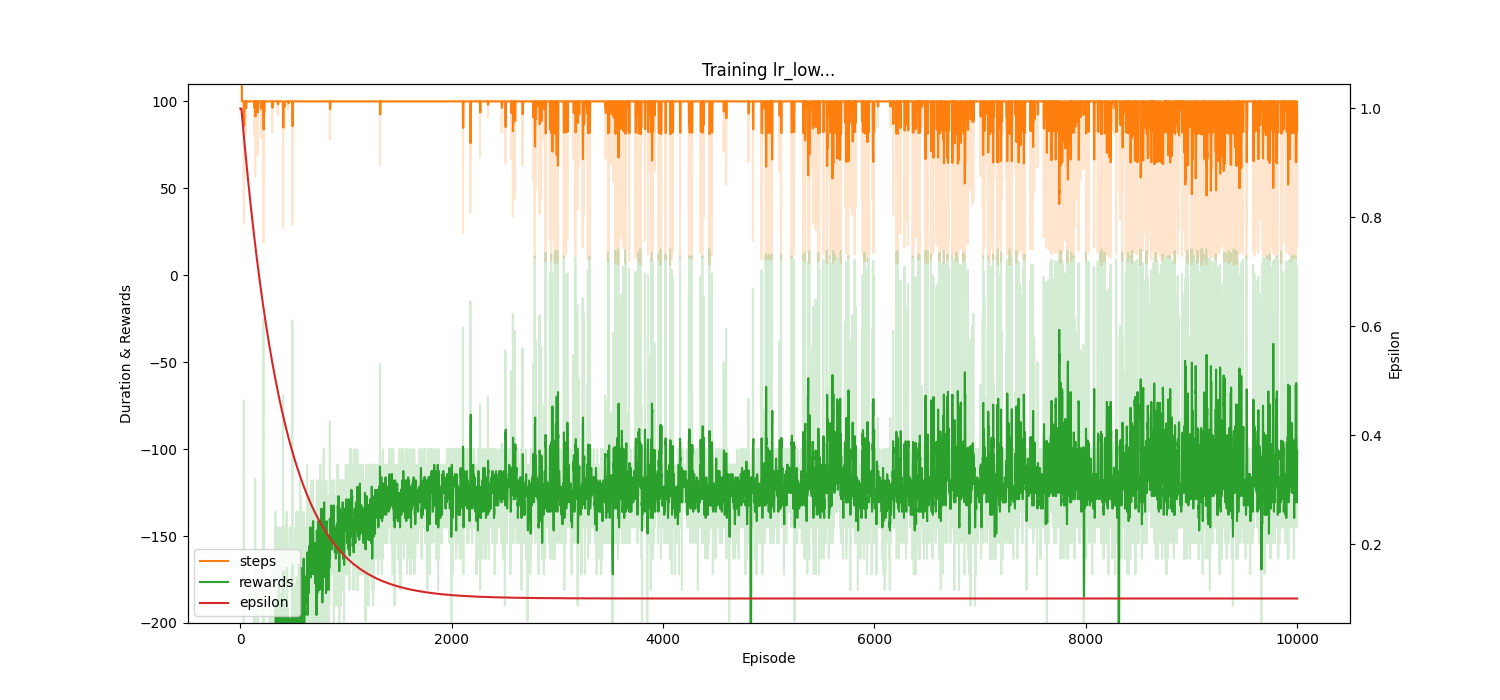 Training lr_low...
100
50
0
−50
−100
−150
−200
Duration & Rewards
1.0
0.8
0.6
0.4
0.2
Epsilon
steps
rewards
epsilon
0
2000
4000
6000
8000
10000
Episode